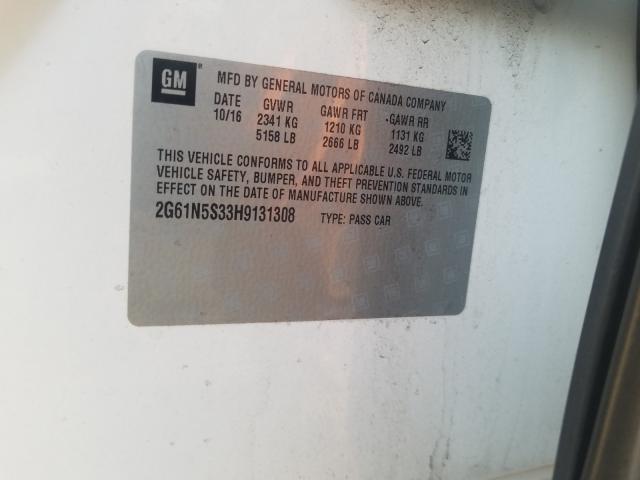 GM
MFD BY GENERAL MOTORS OF CANADA COMPANY
DATE GVWR GAWR FRT GAWR RR
10/16 2341 KG 1210 KG 1131 KG
5158 LB 2666 LB 2492 LB
THIS VEHICLE CONFORMS TO ALL APPLICABLE U.S. FEDERAL MOTOR
VEHICLE SAFETY, BUMPER, AND THEFT PREVENTION STANDARDS IN
EFFECT ON THE DATE OF MANUFACTURE SHOWN ABOVE.
2G61N5S33H9131308 TYPE: PASS CAR